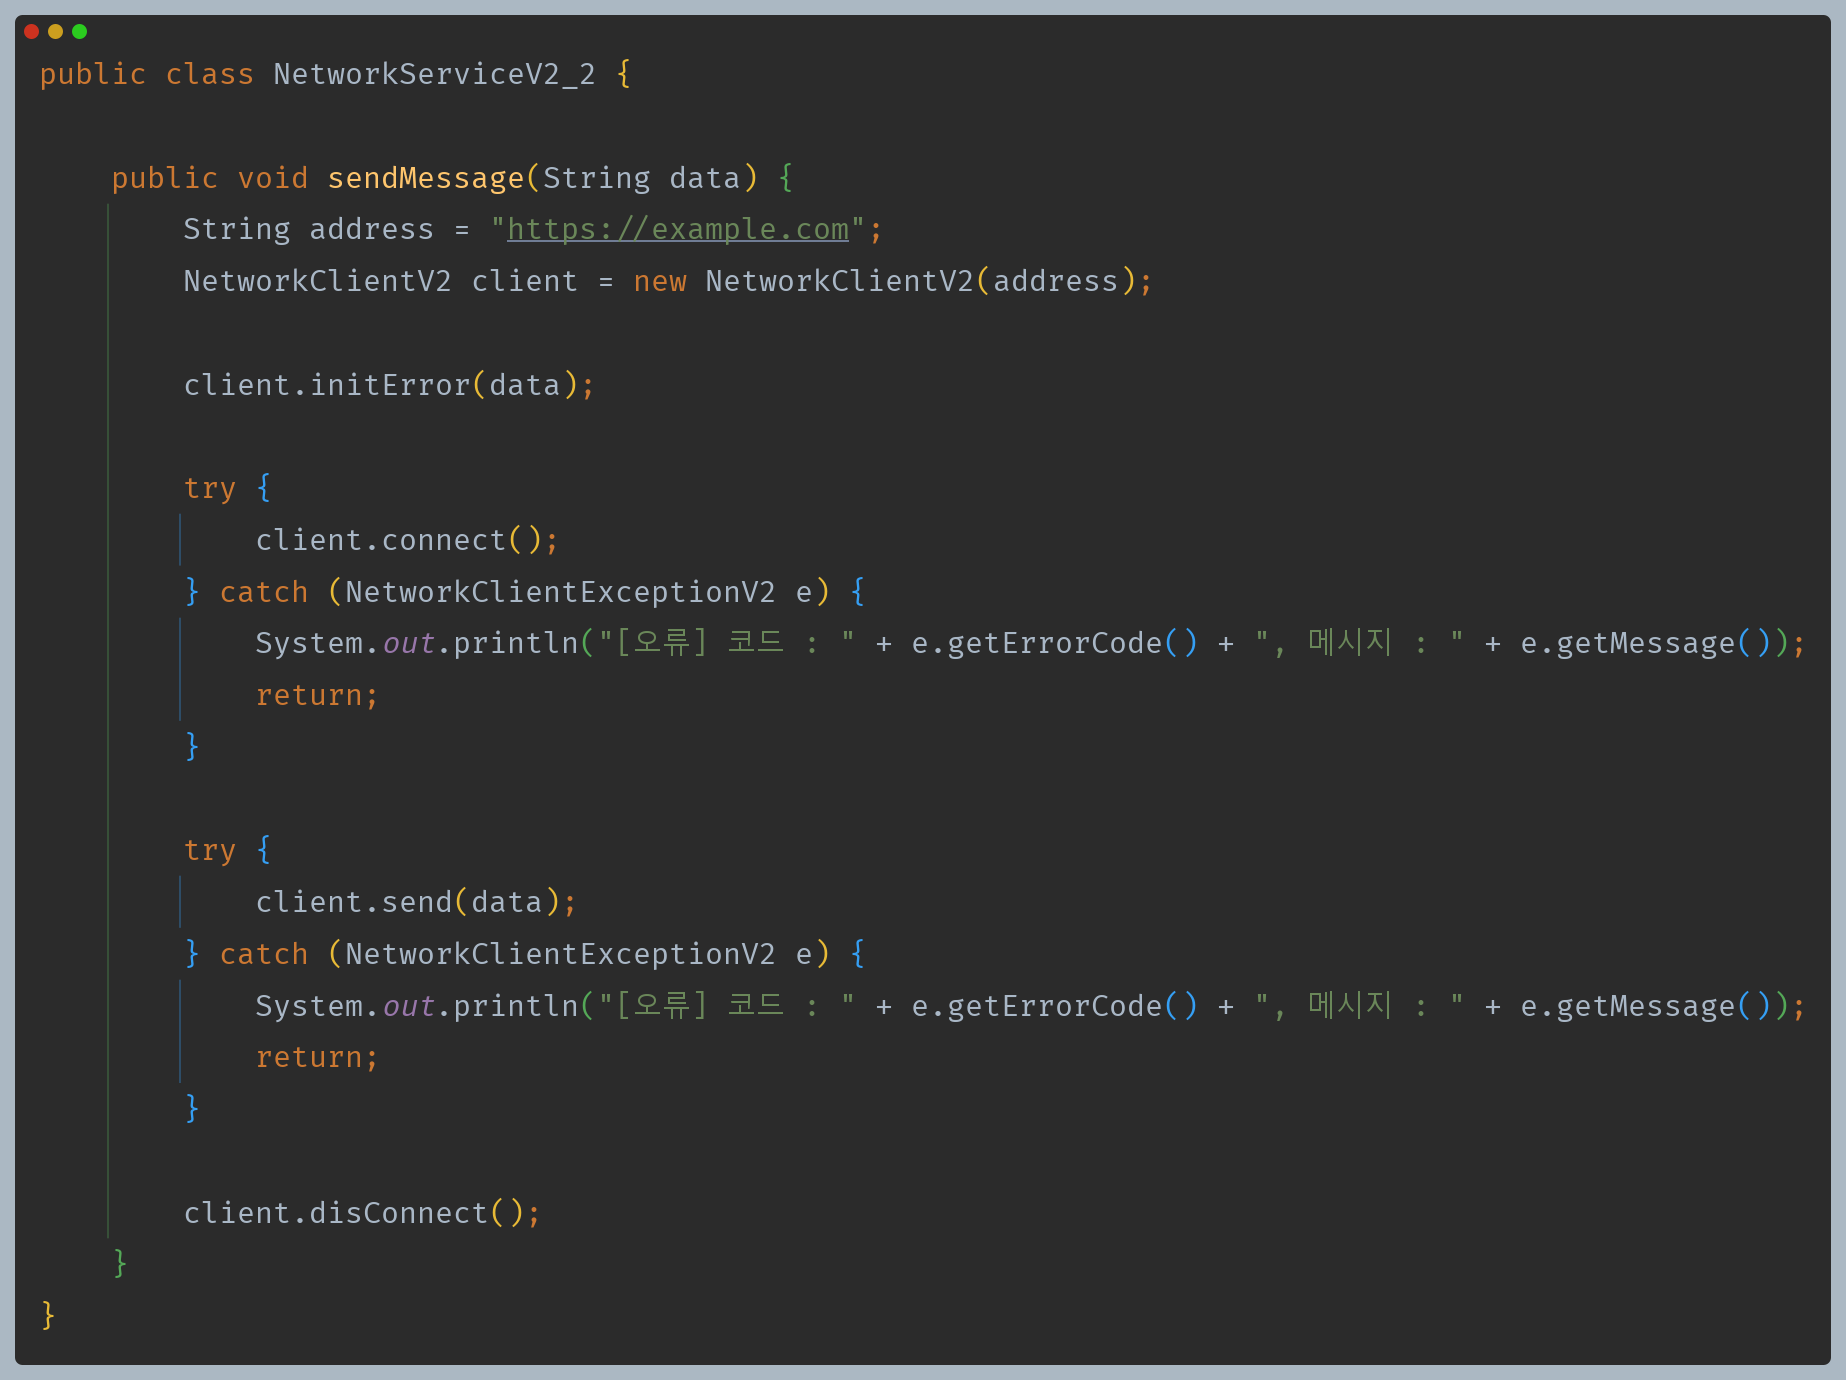 public class NetworkServiceV2_2 {
public void sendMessage(String data) {
String address = "https://example.com";
NetworkClientV2 client = new NetworkClientV2(address);
client.initError(data);
try {
client.connect();
} catch (NetworkClientExceptionV2 e) {
System.out.println("[오류] 코드 : " + e.getErrorCode() + ", 메시지 : " + e.getMessage());
return;
}
try {
client.send(data);
} catch (NetworkClientExceptionV2 e) {
System.out.println("[오류] 코드 : " + e.getErrorCode() + ", 메시지 : " + e.getMessage());
return;
}
client.disConnect();
}
}